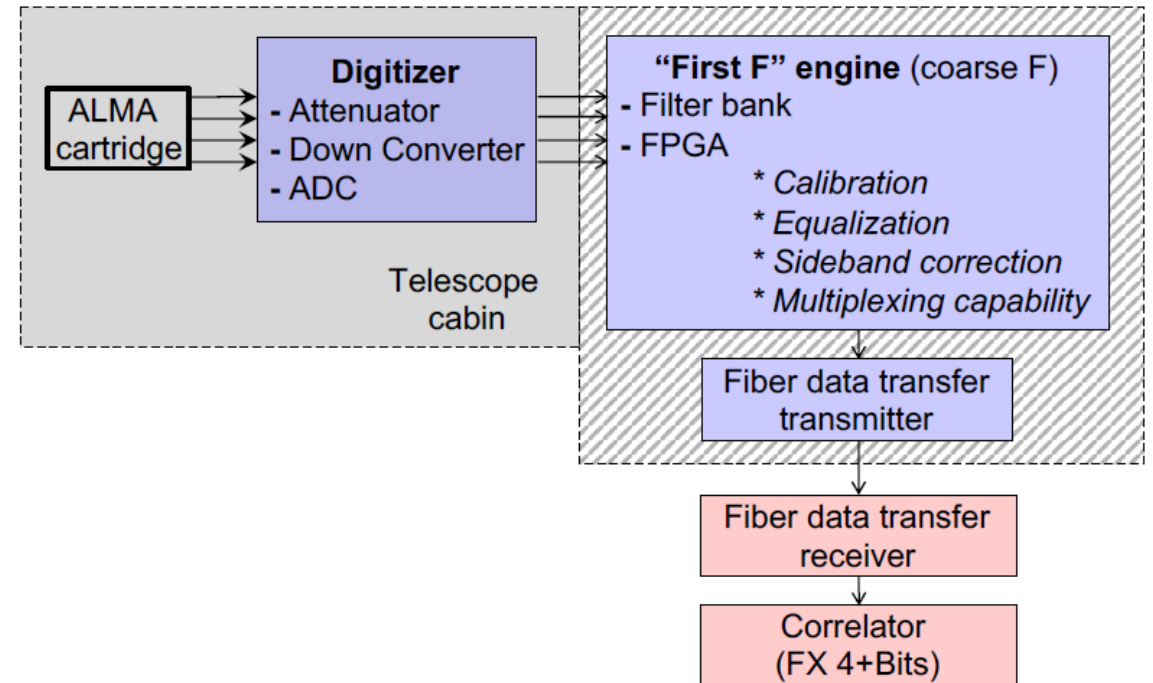 ALMA
cartridge
Digitizer
- Attenuator
- Down Converter
- ADC
Telescope
cabin
“First F” engine (coarse F)
- Filter bank
- FPGA
* Calibration
* Equalization
* Sideband correction
* Multiplexing capability
Fiber data transfer
transmitter
Fiber data transfer
receiver
Correlator
(FX 4+Bits)